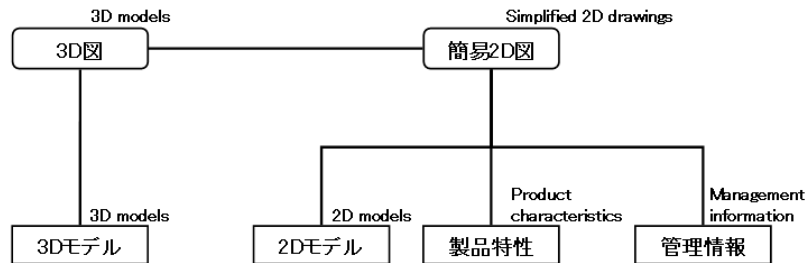 3D models
Simplified 2D drawings
3D図
簡易2D図
3D models
2D models
Product
characteristics
Management
information
3Dモデル
2Dモデル
製品特性
管理情報